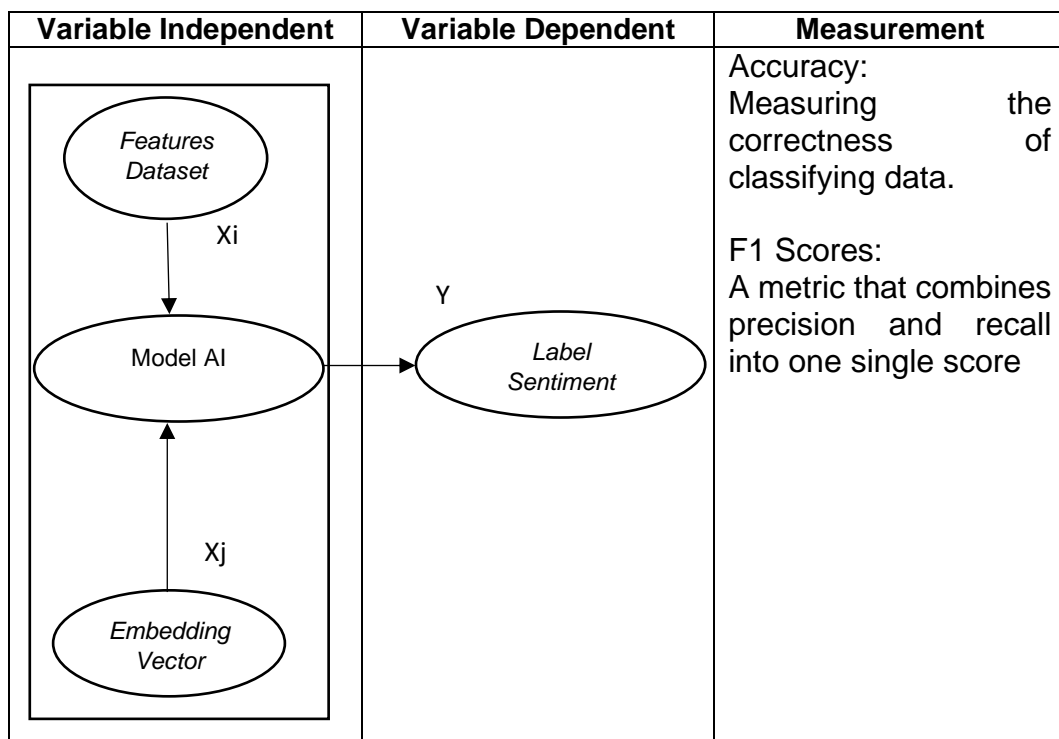 Variable Independent
Variable Dependent
Measurement
Features
Dataset
Xi
Model AI
Xj
Embedding
Vector
Y
Label
Sentiment
Accuracy:
Measuring the
correctness of
classifying data.
F1 Scores:
A metric that combines
precision and recall
into one single score